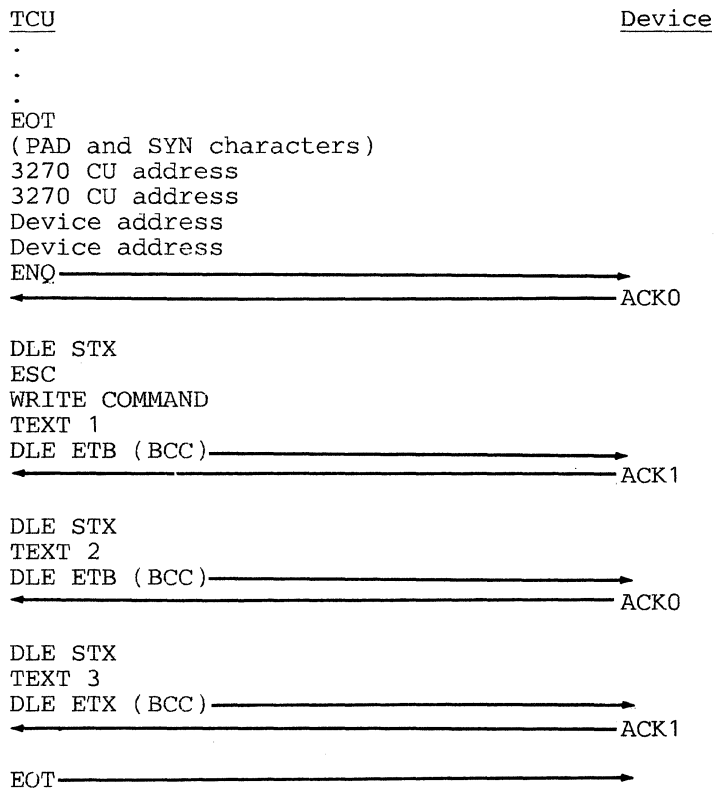 TCU Device
.
.
.
EOT
(PAD and SYN characters)
3270 CU address
3270 CU address
Device address
Device address
ENQ
ACK0
DLE STX
ESC
WRITE COMMAND
TEXT 1
DLE ETB (BCC)
ACK1
DLE STX
TEXT 2
DLE ETB (BCC)
ACK0
DLE STX
TEXT 3
DLE ETX (BCC)
ACK1
EOT